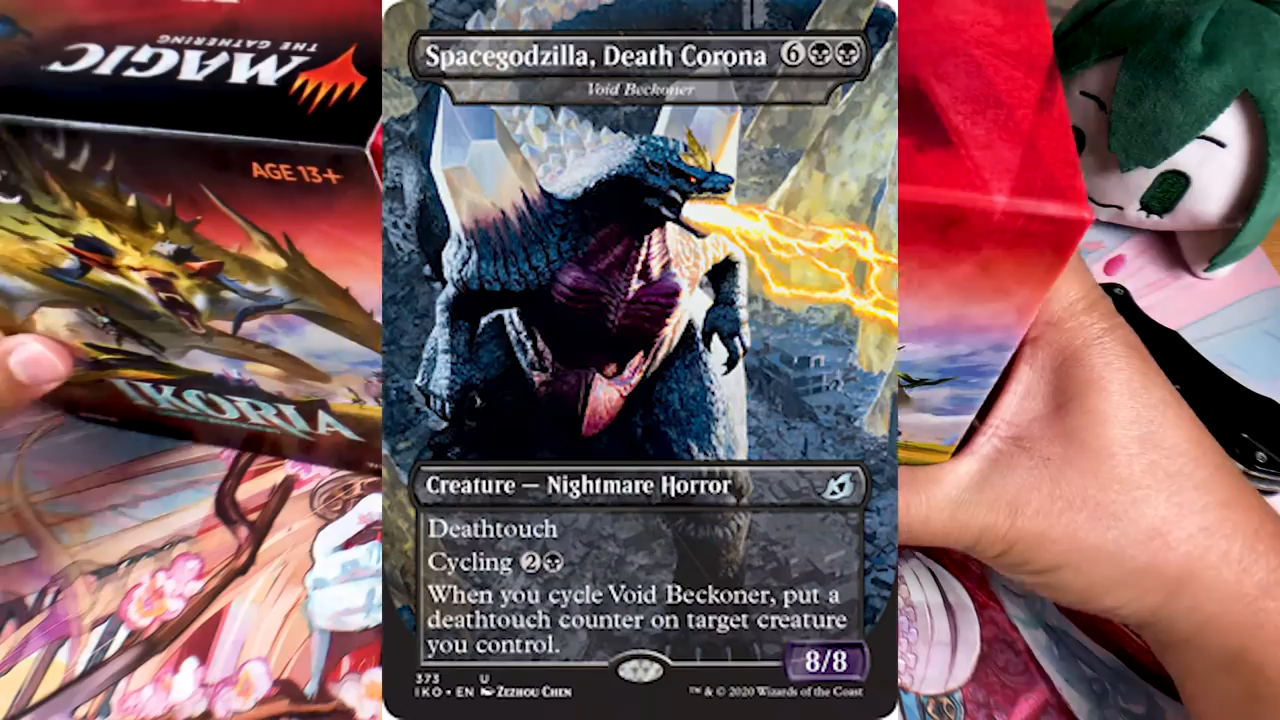 MAGIC
THE GATHERING
AGE 13+
IKORIA
Spacegodzilla, Death Corona 6
Void Beckoner
Creature — Nightmare Horror
Deathtouch
Cycling 2
When you cycle Void Beckoner, put a
deathtouch counter on target creature
you control.
8/8
373 U
IKO • EN Zezhou Chen
™ & © 2020 Wizards of the Coast